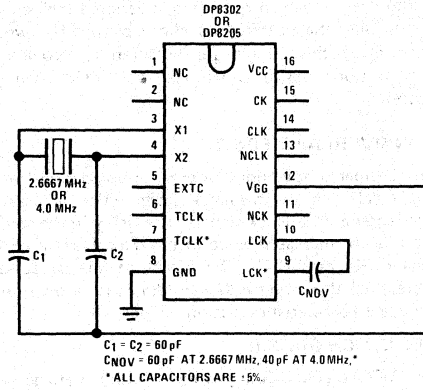 DP8302
OR
DP8205
1 NC VCC 16
2 NC CK 15
3 X1 CLK 14
4 X2 NCLK 13
5 EXTC VGG 12
6 TCLK NCK 11
7 TCLK* LCK 10
8 GND LCK* 9
2.6667 MHz
OR
4.0 MHz
C1
C2
CNOV
C1 = C2 = 60 pF
CNOV = 60 pF AT 2.6667 MHz, 40 pF AT 4.0 MHz,*
* ALL CAPACITORS ARE ±5%.